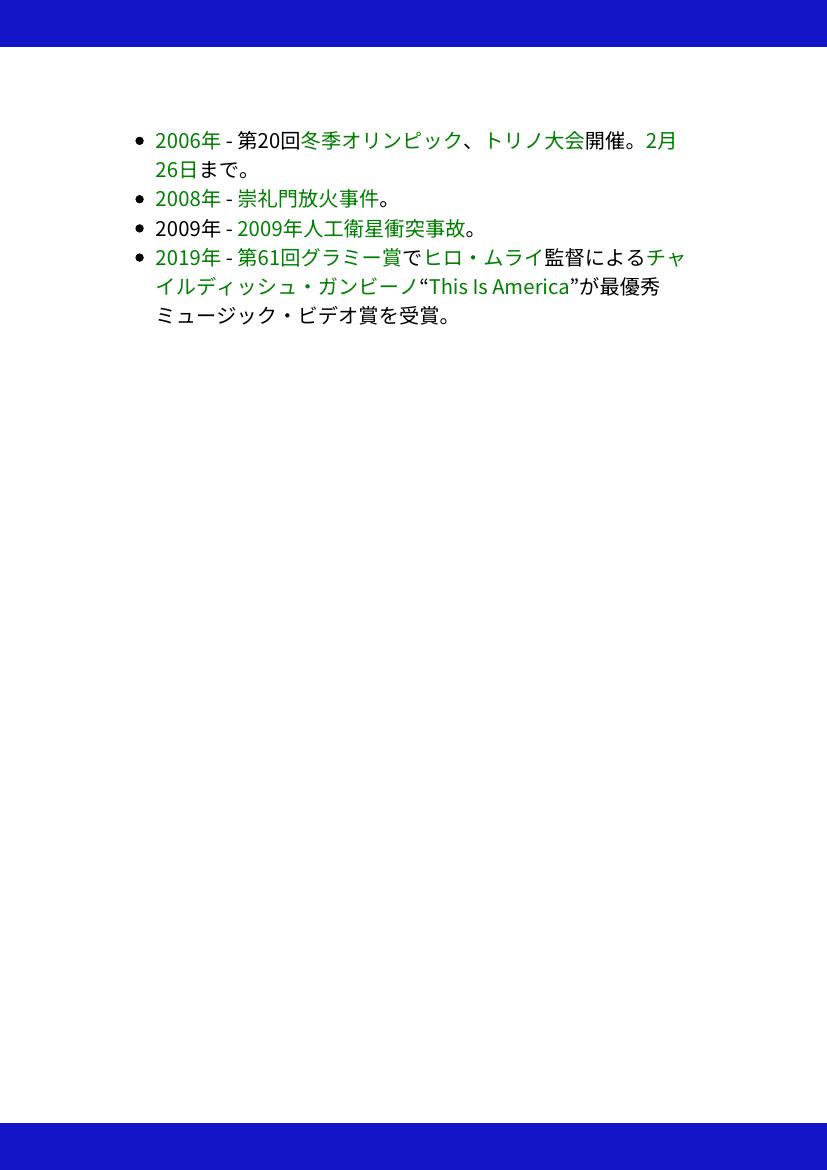 2006年 - 第20回冬季オリンピック、トリノ大会開催。2月
26日まで。
2008年 - 崇礼門放火事件。
2009年 - 2009年人工衛星衝突事故。
2019年 - 第61回グラミー賞でヒロ・ムライ監督によるチャ
イルディッシュ・ガンビーノ“This Is America”が最優秀
ミュージック・ビデオ賞を受賞。